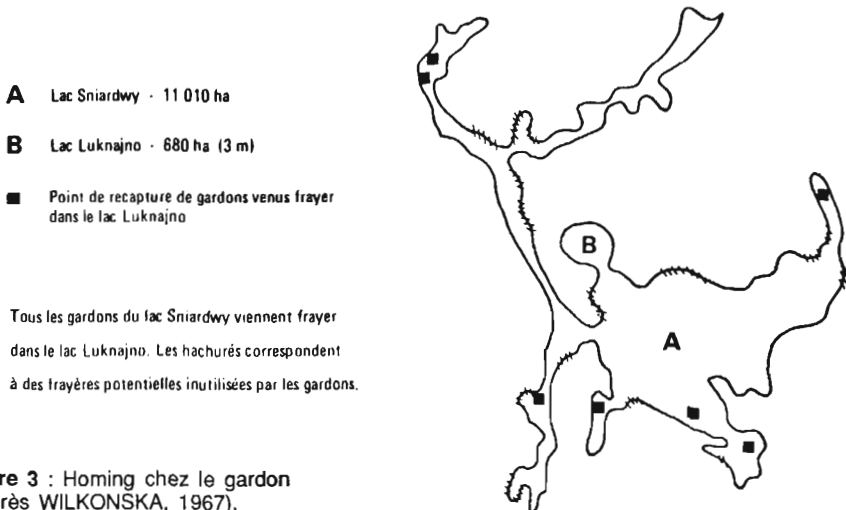 A Lac Sniardwy - 11 010 ha
B Lac Luknajno - 680 ha (3 m)
Point de recapture de gardons venus frayer
dans le lac Luknajno
Tous les gardons du lac Sniardwy viennent frayer
dans le lac Luknajno. Les hachurés correspondent
à des frayères potentielles inutilisées par les gardons.
re 3 : Homing chez le gardon
rès WILKONSKA, 1967).
B
A